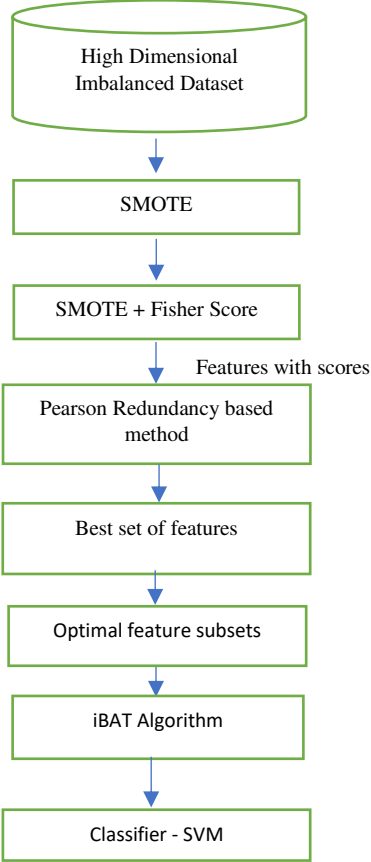 High Dimensional
Imbalanced Dataset
SMOTE
SMOTE + Fisher Score
Features with scores
Pearson Redundancy based
method
Best set of features
Optimal feature subsets
iBAT Algorithm
Classifier - SVM